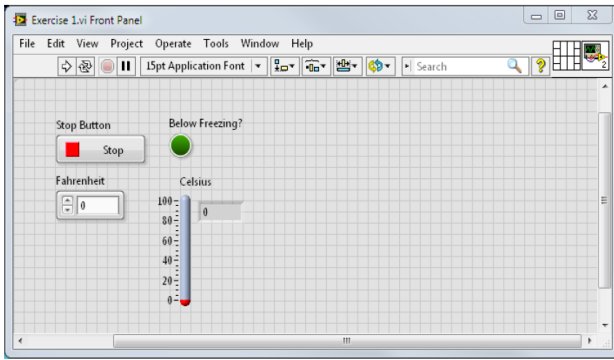 Exercise 1.vi Front Panel
File Edit View Project Operate Tools Window Help
15pt Application Font
Search
2
Stop Button
Below Freezing?
Stop
Fahrenheit
Celsius
0
100
0
80
60
40
20
0